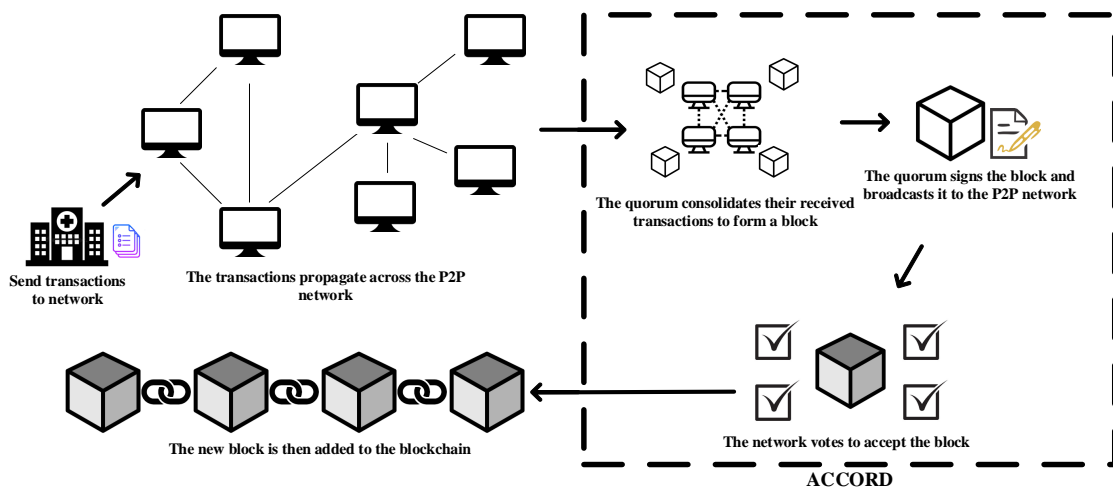 Send transactions
to network
The transactions propagate across the P2P
network
The quorum consolidates their received
transactions to form a block
The quorum signs the block and
broadcasts it to the P2P network
The network votes to accept the block
The new block is then added to the blockchain
ACCORD